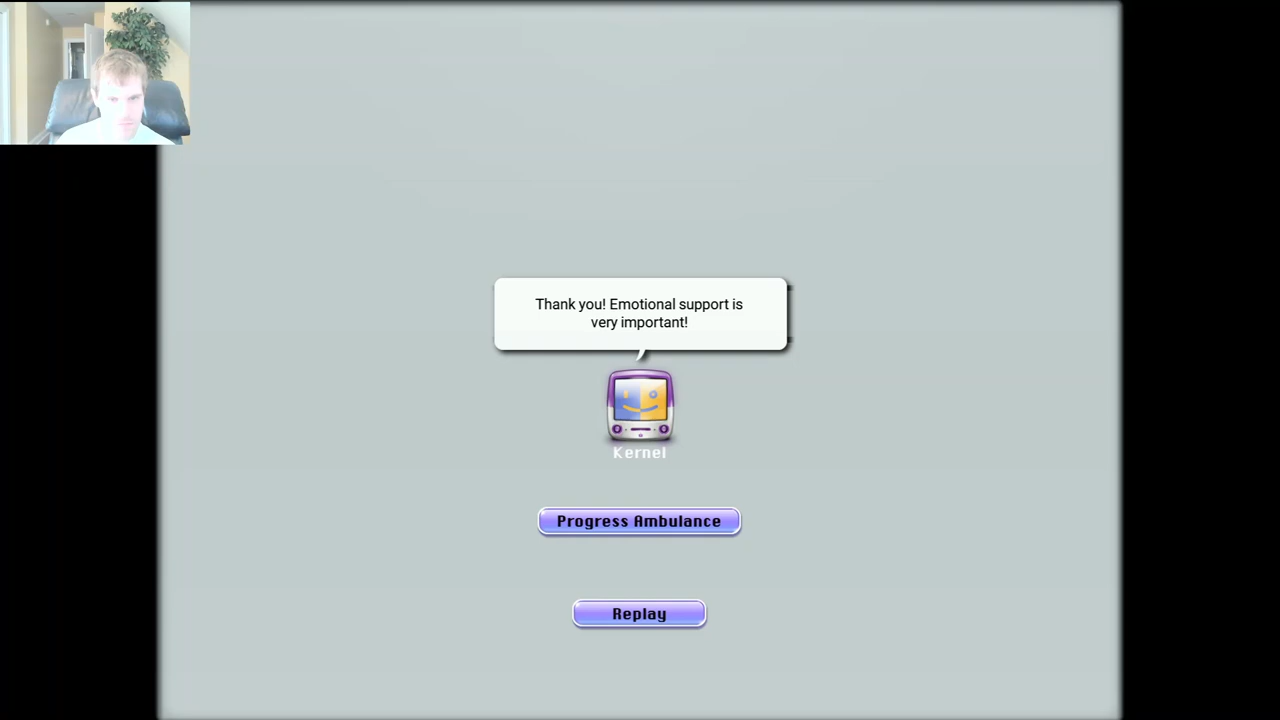 Thank you! Emotional support is
very important!
Kernel
Progress Ambulance
Replay